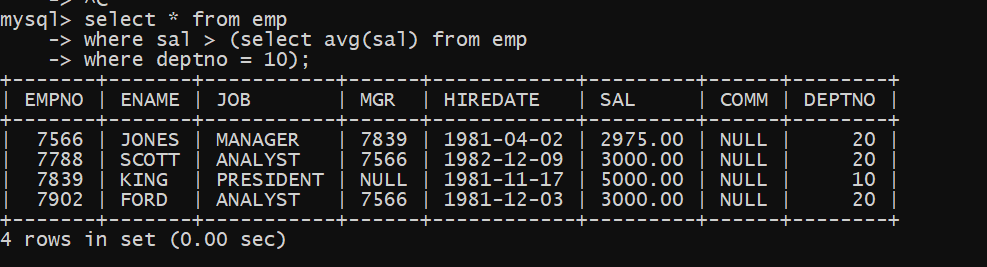 -> ^C
mysql> select * from emp
    -> where sal > (select avg(sal) from emp
    -> where deptno = 10);
+-------+-------+-----------+------+------------+---------+------+--------+
| EMPNO | ENAME | JOB       | MGR  | HIREDATE   | SAL     | COMM | DEPTNO |
+-------+-------+-----------+------+------------+---------+------+--------+
|  7566 | JONES | MANAGER   | 7839 | 1981-04-02 | 2975.00 | NULL |     20 |
|  7788 | SCOTT | ANALYST   | 7566 | 1982-12-09 | 3000.00 | NULL |     20 |
|  7839 | KING  | PRESIDENT | NULL | 1981-11-17 | 5000.00 | NULL |     10 |
|  7902 | FORD  | ANALYST   | 7566 | 1981-12-03 | 3000.00 | NULL |     20 |
+-------+-------+-----------+------+------------+---------+------+--------+
4 rows in set (0.00 sec)